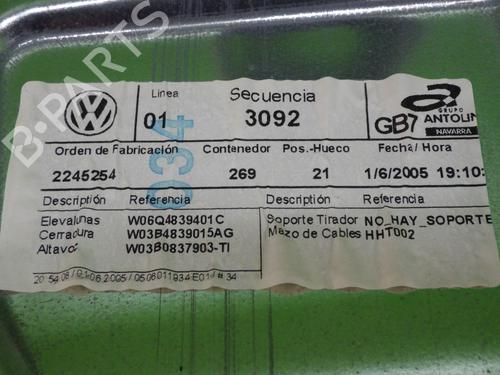 B-PARTS
Linea
01
Secuencia
3092
GB7
GRUPO
ANTOLIN
NAVARRA
034
Orden de Fabricación
2245254
Contenedor
269
Pos.-Hueco
21
Fecha/ Hora
1/6/2005 19:10:
Descripción Referencia
Elevalunas W06Q4839401C
Cerradura W03B4839015AG
Altavoz W03B0837903-TI
Descripción Referencia
Soporte Tirador NO_HAY_SOPORTE
Mazo de Cables HHT002